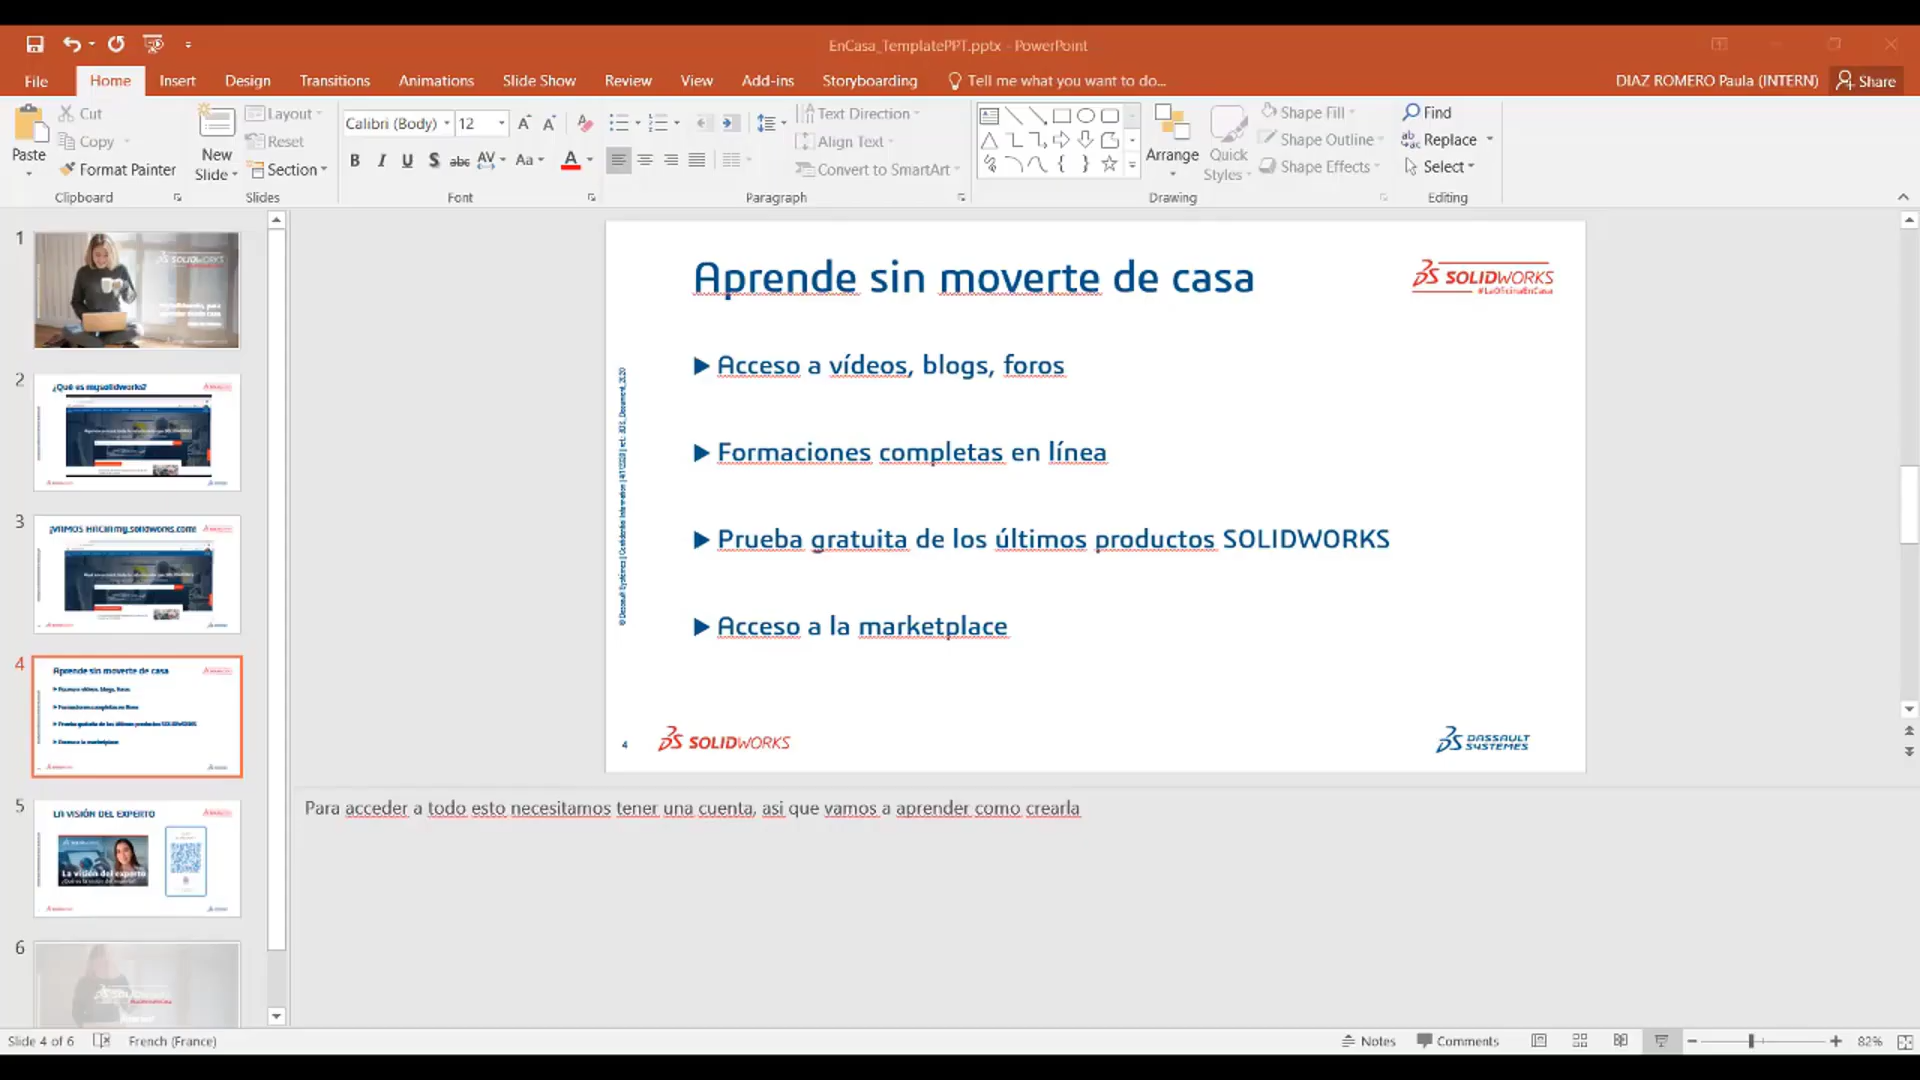 EnCasa_TemplatePPT.pptx - PowerPoint
File Home Insert Design Transitions Animations Slide Show Review View Add-ins Storyboarding Tell me what you want to do...
DIAZ ROMERO Paula (INTERN) Share
Paste
Cut
Copy
Format Painter
Clipboard
New Slide
Layout
Reset
Section
Slides
Calibri (Body) 12
B I U S abc AV Aa A
Font
Text Direction
Align Text
Convert to SmartArt
Paragraph
Arrange
Quick Styles
Shape Fill
Shape Outline
Shape Effects
Drawing
Find
Replace
Select
Editing
1
SOLIDWORKS
2
¿Qué es mysolidworks?
3
¡VAMOS HACIA my.solidworks.com!
4
Aprende sin moverte de casa
Acceso a vídeos, blogs, foros
Formaciones completas en línea
Prueba gratuita de los últimos productos SOLIDWORKS
Acceso a la marketplace
5
LA VISIÓN DEL EXPERTO
La visión del experto
6
Aprende sin moverte de casa
SOLIDWORKS
#LaOficinaEnCasa
Acceso a vídeos, blogs, foros
Formaciones completas en línea
Prueba gratuita de los últimos productos SOLIDWORKS
Acceso a la marketplace
4
SOLIDWORKS
DASSAULT SYSTEMES
Para acceder a todo esto necesitamos tener una cuenta, asi que vamos a aprender como crearla
Slide 4 of 6 French (France) Notes Comments 82%